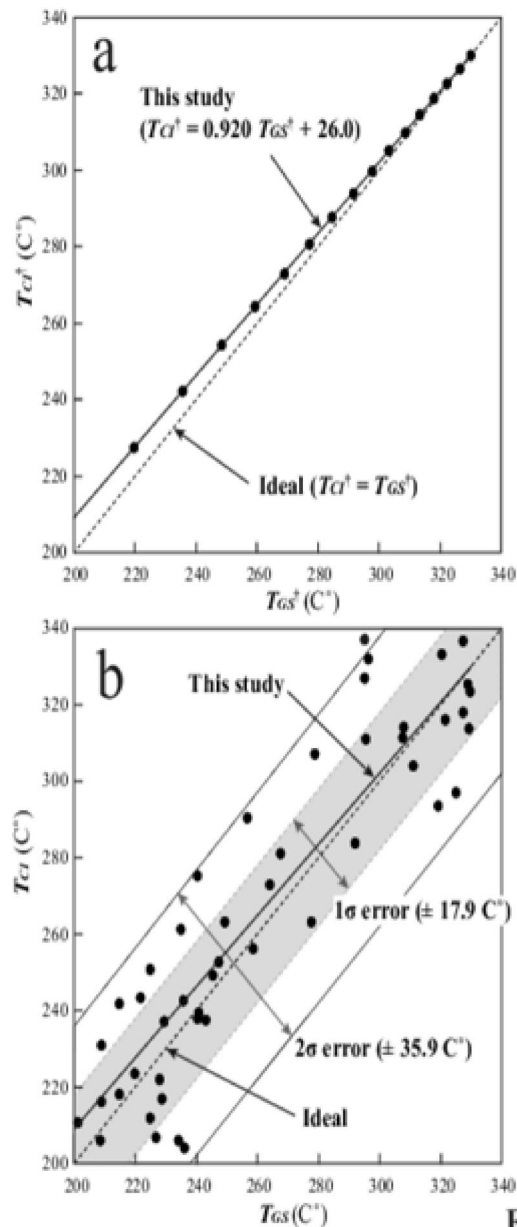 340
a
This study
(Tcl† = 0.920 TGS† + 26.0)
320
300
Tcl† (C°)
280
260
240
Ideal (Tcl† = TGS†)
220
200
200 220 240 260 280 300 320 340
TGS† (C°)
340
b
This study
320
300
TCl (C°)
280
1σ error (± 17.9 C°)
260
240
2σ error (± 35.9 C°)
220
Ideal
200
200 220 240 260 280 300 320 340
TGS (C°)